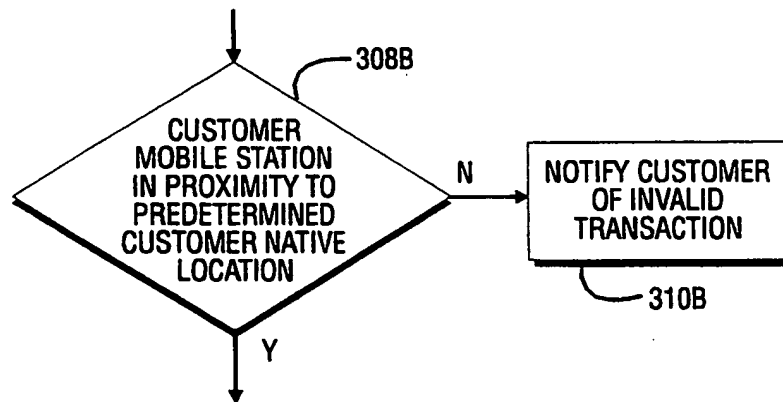 308B
CUSTOMER
MOBILE STATION
IN PROXIMITY TO
PREDETERMINED
CUSTOMER NATIVE
LOCATION
N
NOTIFY CUSTOMER
OF INVALID
TRANSACTION
310B
Y